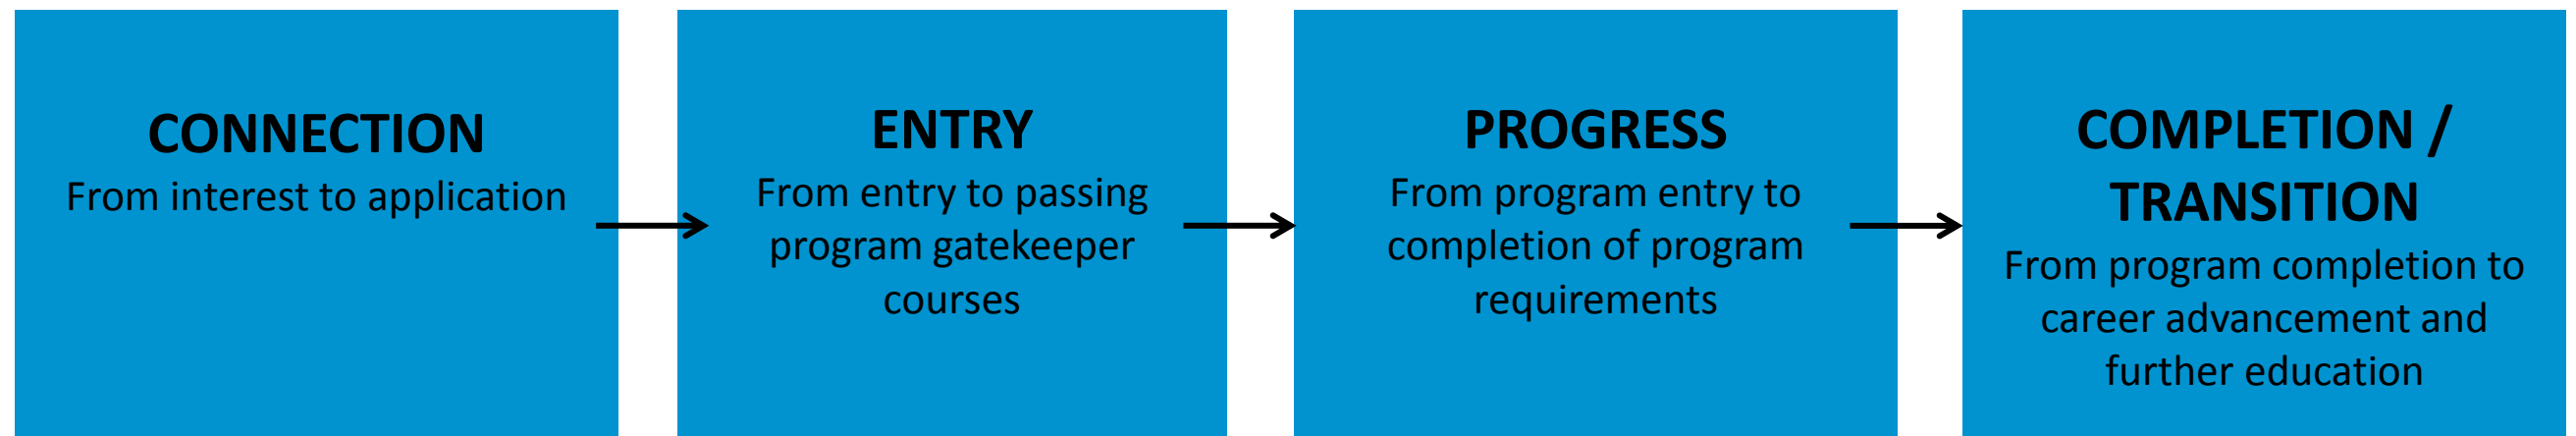 CONNECTION
From interest to application
ENTRY
From entry to passing
program gatekeeper
courses
PROGRESS
From program entry to
completion of program
requirements
COMPLETION /
TRANSITION
From program completion to
career advancement and
further education